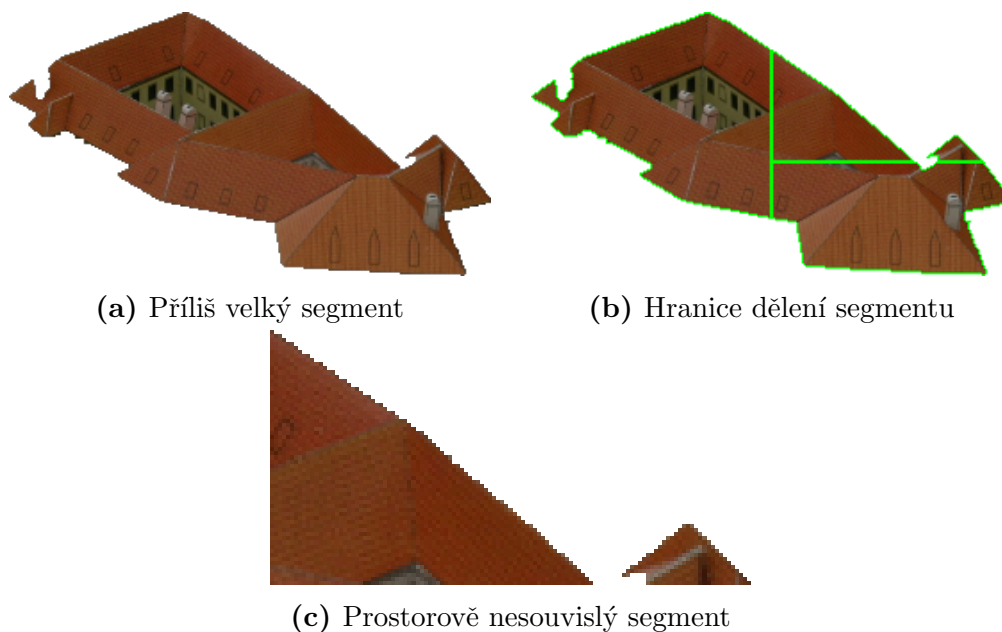 (a) Příliš velký segment
(b) Hranice dělení segmentu
(c) Prostorově nesouvislý segment